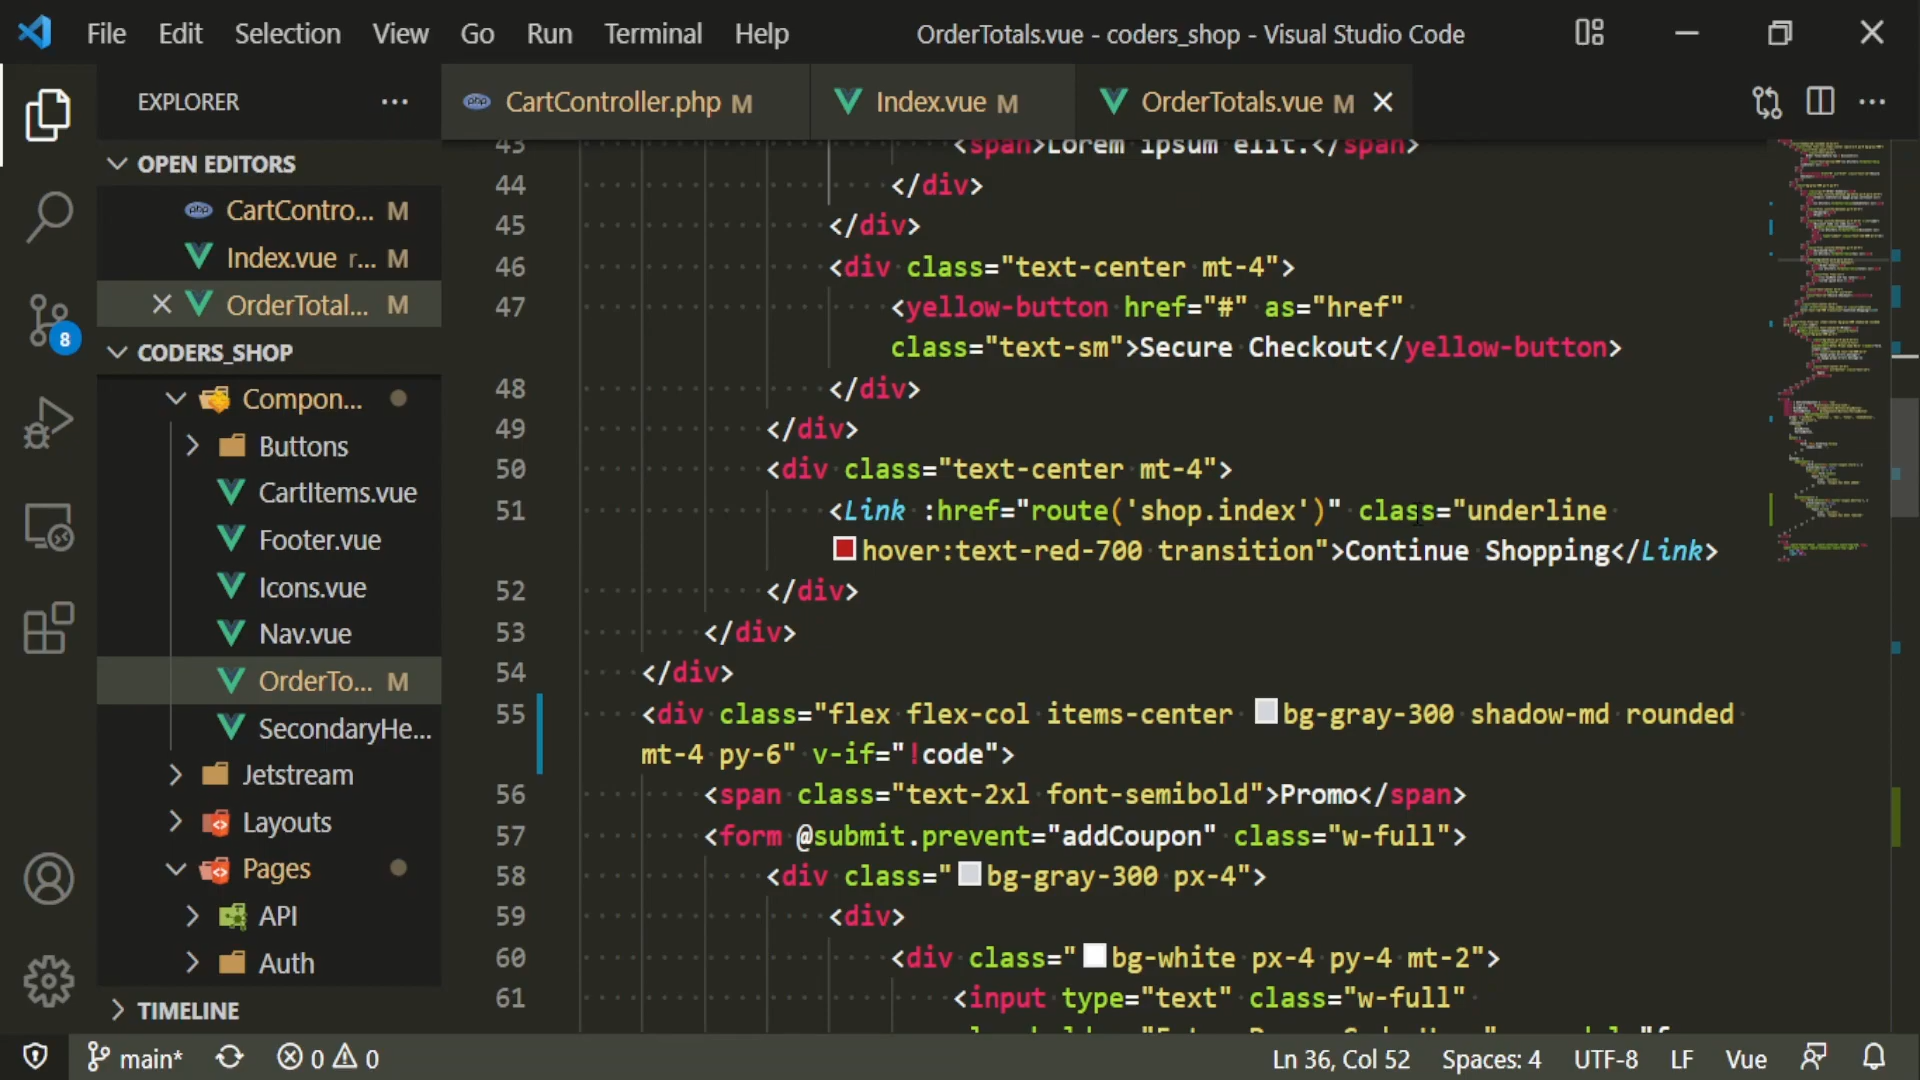 File Edit Selection View Go Run Terminal Help OrderTotals.vue - coders_shop - Visual Studio Code
EXPLORER ...
CartController.php M Index.vue M OrderTotals.vue M
OPEN EDITORS
CartContro... M
Index.vue r... M
OrderTotal... M
CODERS_SHOP
Compon...
Buttons
CartItems.vue
Footer.vue
Icons.vue
Nav.vue
OrderTo... M
SecondaryHe...
Jetstream
Layouts
Pages
API
Auth
TIMELINE
8
43 <span>Lorem ipsum elit.</span>
44 </div>
45 </div>
46 <div class="text-center mt-4">
47 <yellow-button href="#" as="href"
class="text-sm">Secure Checkout</yellow-button>
48 </div>
49 </div>
50 <div class="text-center mt-4">
51 <Link :href="route('shop.index')" class="underline
hover:text-red-700 transition">Continue Shopping</Link>
52 </div>
53 </div>
54 </div>
55 <div class="flex flex-col items-center bg-gray-300 shadow-md rounded
mt-4 py-6" v-if="!code">
56 <span class="text-2xl font-semibold">Promo</span>
57 <form @submit.prevent="addCoupon" class="w-full">
58 <div class="bg-gray-300 px-4">
59 <div>
60 <div class="bg-white px-4 py-4 mt-2">
61 <input type="text" class="w-full"
main* 0 0 Ln 36, Col 52 Spaces: 4 UTF-8 LF Vue